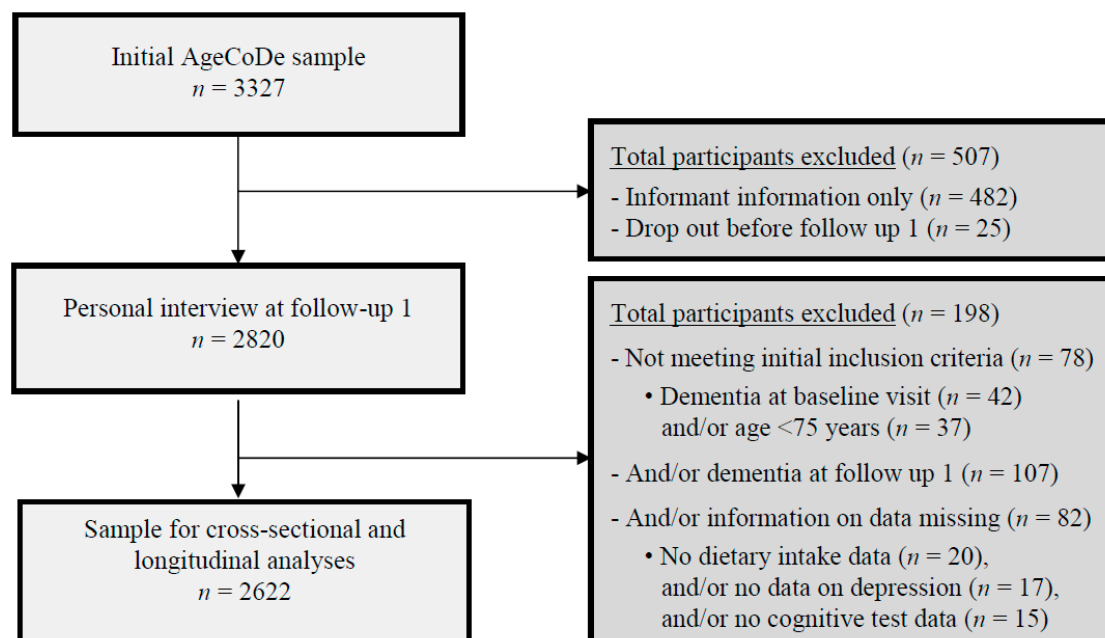 Initial AgeCoDe sample
n = 3327
Total participants excluded (n = 507)
- Informant information only (n = 482)
- Drop out before follow up 1 (n = 25)
Personal interview at follow-up 1
n = 2820
Total participants excluded (n = 198)
- Not meeting initial inclusion criteria (n = 78)
• Dementia at baseline visit (n = 42)
and/or age <75 years (n = 37)
- And/or dementia at follow up 1 (n = 107)
- And/or information on data missing (n = 82)
• No dietary intake data (n = 20),
and/or no data on depression (n = 17),
and/or no cognitive test data (n = 15)
Sample for cross-sectional and
longitudinal analyses
n = 2622